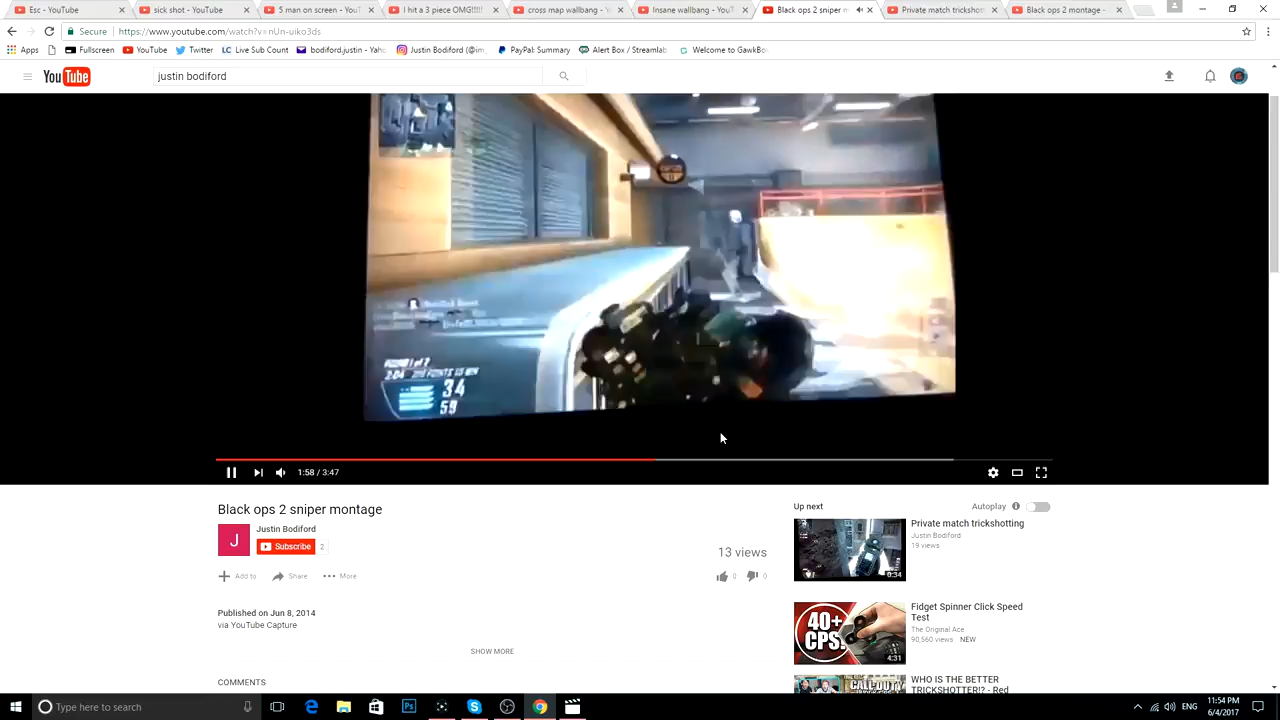 Esc - YouTube
sick shot - YouTube
5 man on screen - YouT
I hit a 3 piece OMG!!!!!
cross map wallbang - Y
Insane wallbang - YouT
Black ops 2 sniper m
Private match trickshott
Black ops 2 montage -
Secure
https://www.youtube.com/watch?v=nUn-uiko3ds
Apps
Fullscreen
YouTube
Twitter
LC Live Sub Count
bodiford.justin - Yaho
Justin Bodiford (@im_
PayPal: Summary
Alert Box / Streamlab
Welcome to GawkBo
YouTube
justin bodiford
34
59
1:58 / 3:47
Black ops 2 sniper montage
J
Justin Bodiford
Subscribe
2
13 views
Add to
Share
More
0
0
Published on Jun 8, 2014
via YouTube Capture
SHOW MORE
COMMENTS
Up next
Autoplay
Private match trickshotting
Justin Bodiford
19 views
0:34
Fidget Spinner Click Speed
Test
The Original Ace
90,560 views NEW
40+
CPS.
4:31
WHO IS THE BETTER
TRICKSHOTTER!? - Red
CALL-DUTY
Type here to search
ENG
11:54 PM
6/4/2017